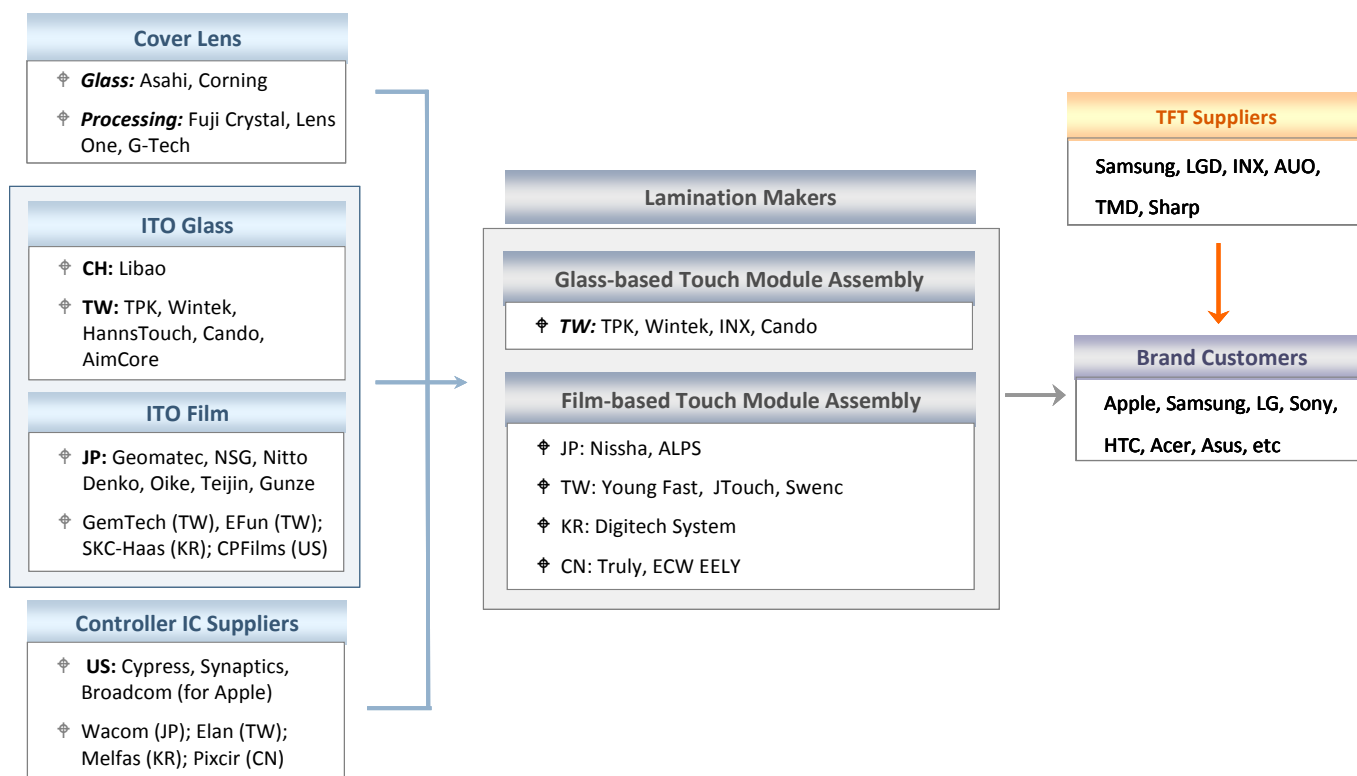 Cover Lens
Glass: Asahi, Corning
Processing: Fuji Crystal, Lens
One, G-Tech
ITO Glass
CH: Libao
TW: TPK, Wintek,
HannsTouch, Cando,
AimCore
ITO Film
JP: Geomatec, NSG, Nitto
Denko, Oike, Teijin, Gunze
GemTech (TW), EFun (TW);
SKC-Haas (KR); CPFilms (US)
Controller IC Suppliers
US: Cypress, Synaptics,
Broadcom (for Apple)
Wacom (JP); Elan (TW);
Melfas (KR); Pixcir (CN)
Lamination Makers
Glass-based Touch Module Assembly
TW: TPK, Wintek, INX, Cando
Film-based Touch Module Assembly
JP: Nissha, ALPS
TW: Young Fast, JTouch, Swenc
KR: Digitech System
CN: Truly, ECW EELY
TFT Suppliers
Samsung, LGD, INX, AUO,
TMD, Sharp
Brand Customers
Apple, Samsung, LG, Sony,
HTC, Acer, Asus, etc